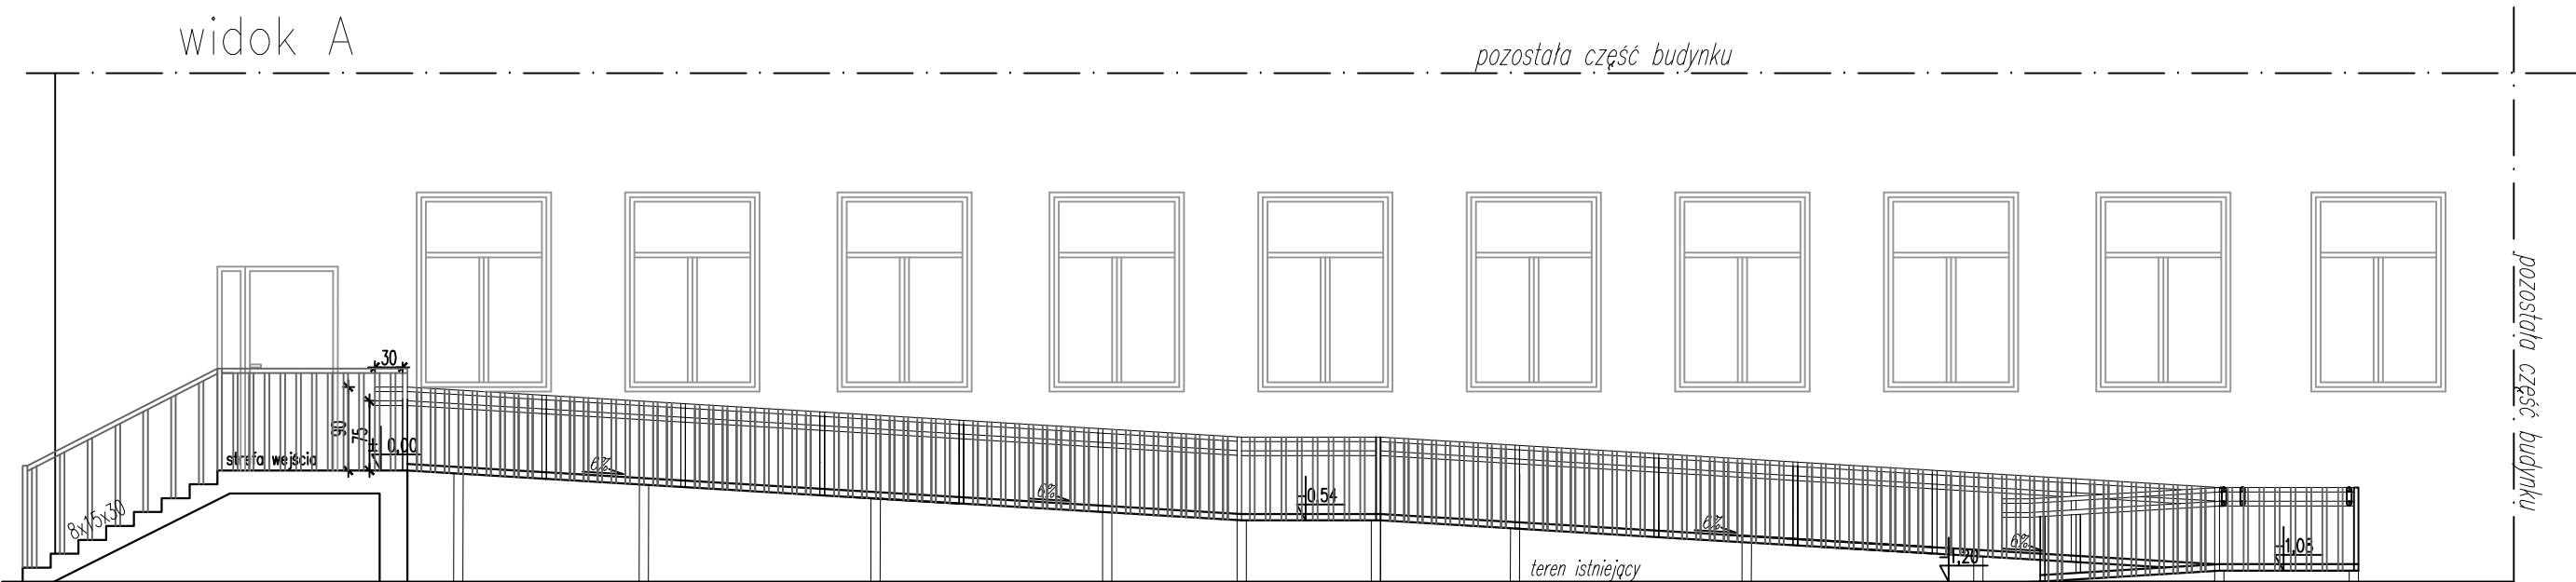 widok A
pozostała część budynku
pozostała część budynku
30
90
75
± 0,00
strefa wejścia
8x15x30
6%
6%
-0,54
6%
6%
-1,20
-1,08
teren istniejący